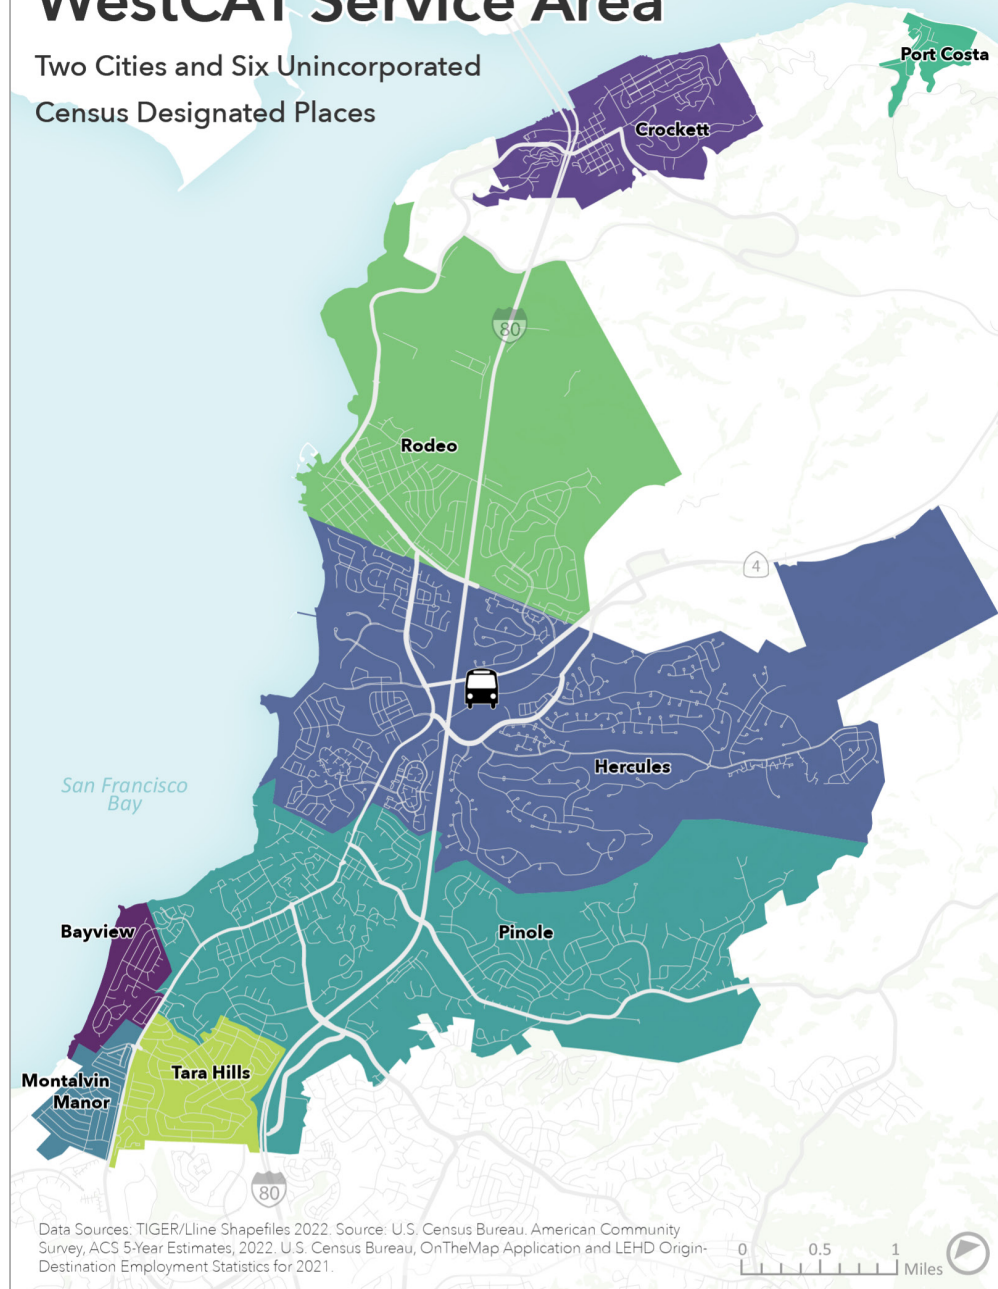 WestCAT Service Area
Two Cities and Six Unincorporated
Census Designated Places
Port Costa
Crockett
80
Rodeo
4
Hercules
San Francisco
Bay
Bayview
Pinole
Tara Hills
Montalvin
Manor
80
Data Sources: TIGER/Lline Shapefiles 2022. Source: U.S. Census Bureau. American Community
Survey, ACS 5-Year Estimates, 2022. U.S. Census Bureau, OnTheMap Application and LEHD Origin-
Destination Employment Statistics for 2021.
0 0.5 1
Miles